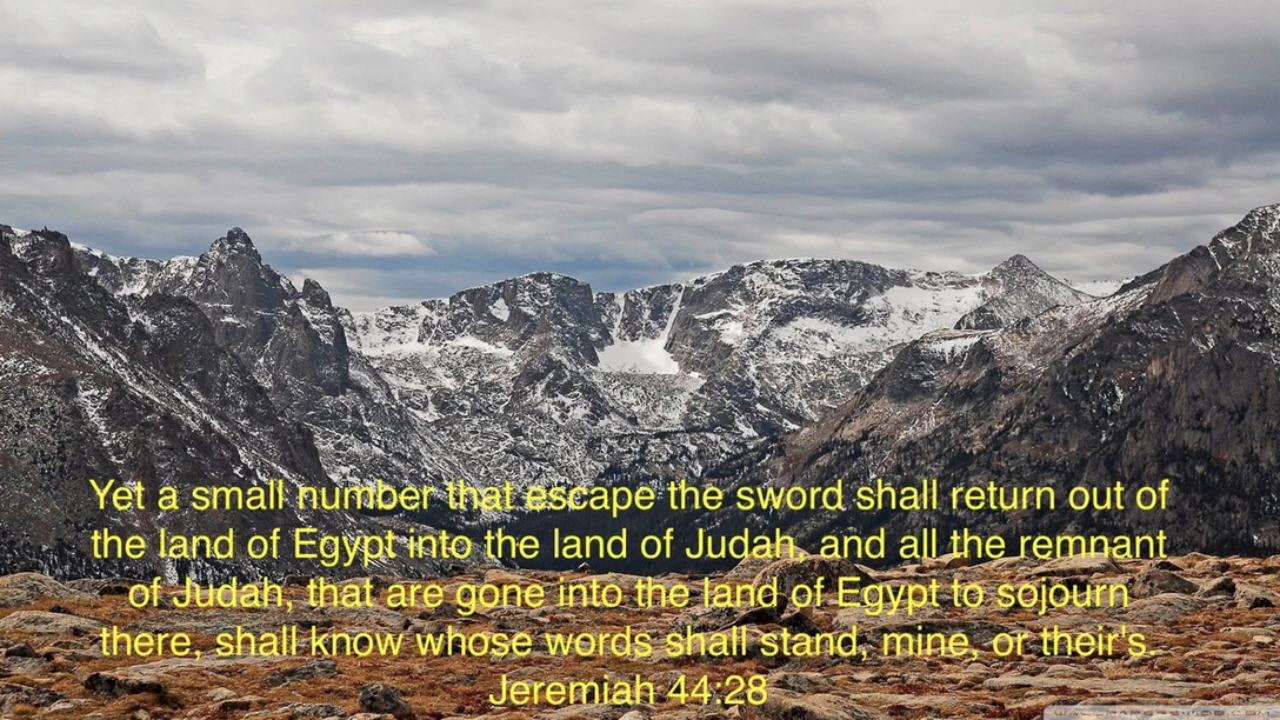 Yet a small number that escape the sword shall return out of
the land of Egypt into the land of Judah, and all the remnant
of Judah, that are gone into the land of Egypt to sojourn
there, shall know whose words shall stand, mine, or their's.
Jeremiah 44:28